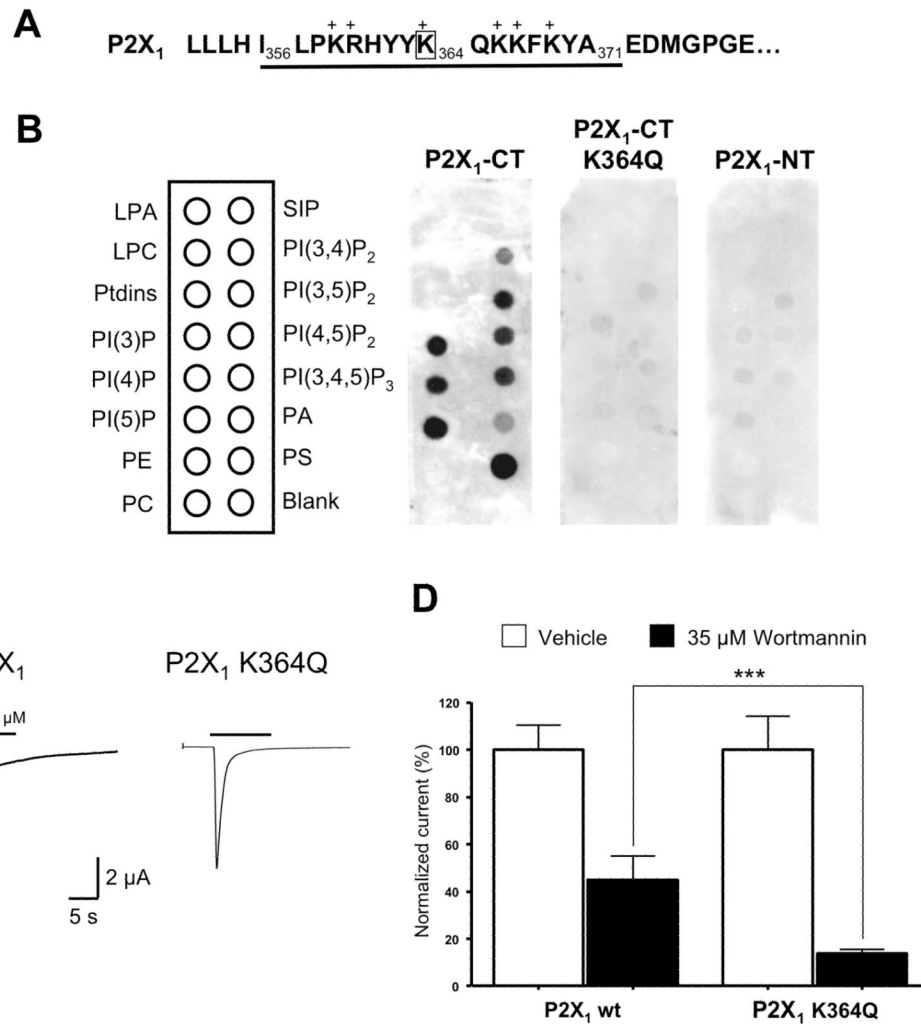 A
+ + + + + +
P2X₁ LLLH I₃₅₆ LPKRHYYK₃₆₄ QKKFKYA₃₇₁ EDMGPGE...
B
P2X₁-CT
P2X₁-CT K364Q
P2X₁-NT
LPA SIP
LPC PI(3,4)P₂
Ptdins PI(3,5)P₂
PI(3)P PI(4,5)P₂
PI(4)P PI(3,4,5)P₃
PI(5)P PA
PE PS
PC Blank
X₁
µM
P2X₁ K364Q
2 µA
5 s
D
Vehicle 35 µM Wortmannin
***
Normalized current (%)
120
100
80
60
40
20
0
P2X₁ wt P2X₁ K364Q